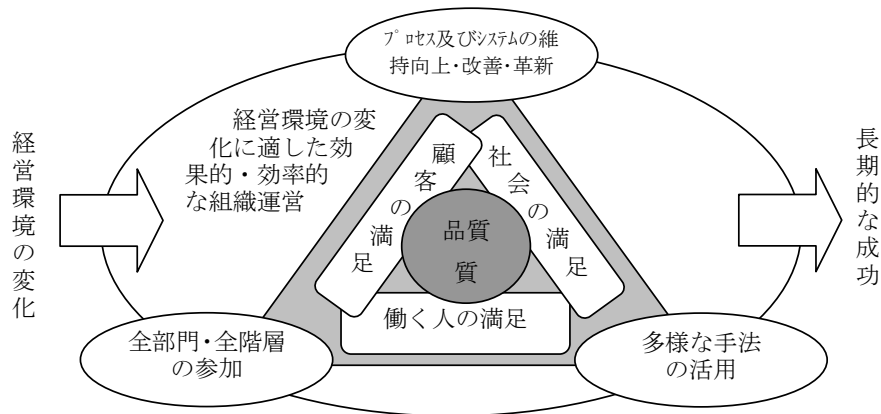 プロセス及びシステムの維
持向上・改善・革新
経営環境の変化
経営環境の変
化に適した効
果的・効率的
な組織運営
顧客の満足
社会の満足
品質
質
働く人の満足
長期的な成功
全部門・全階層
の参加
多様な手法
の活用